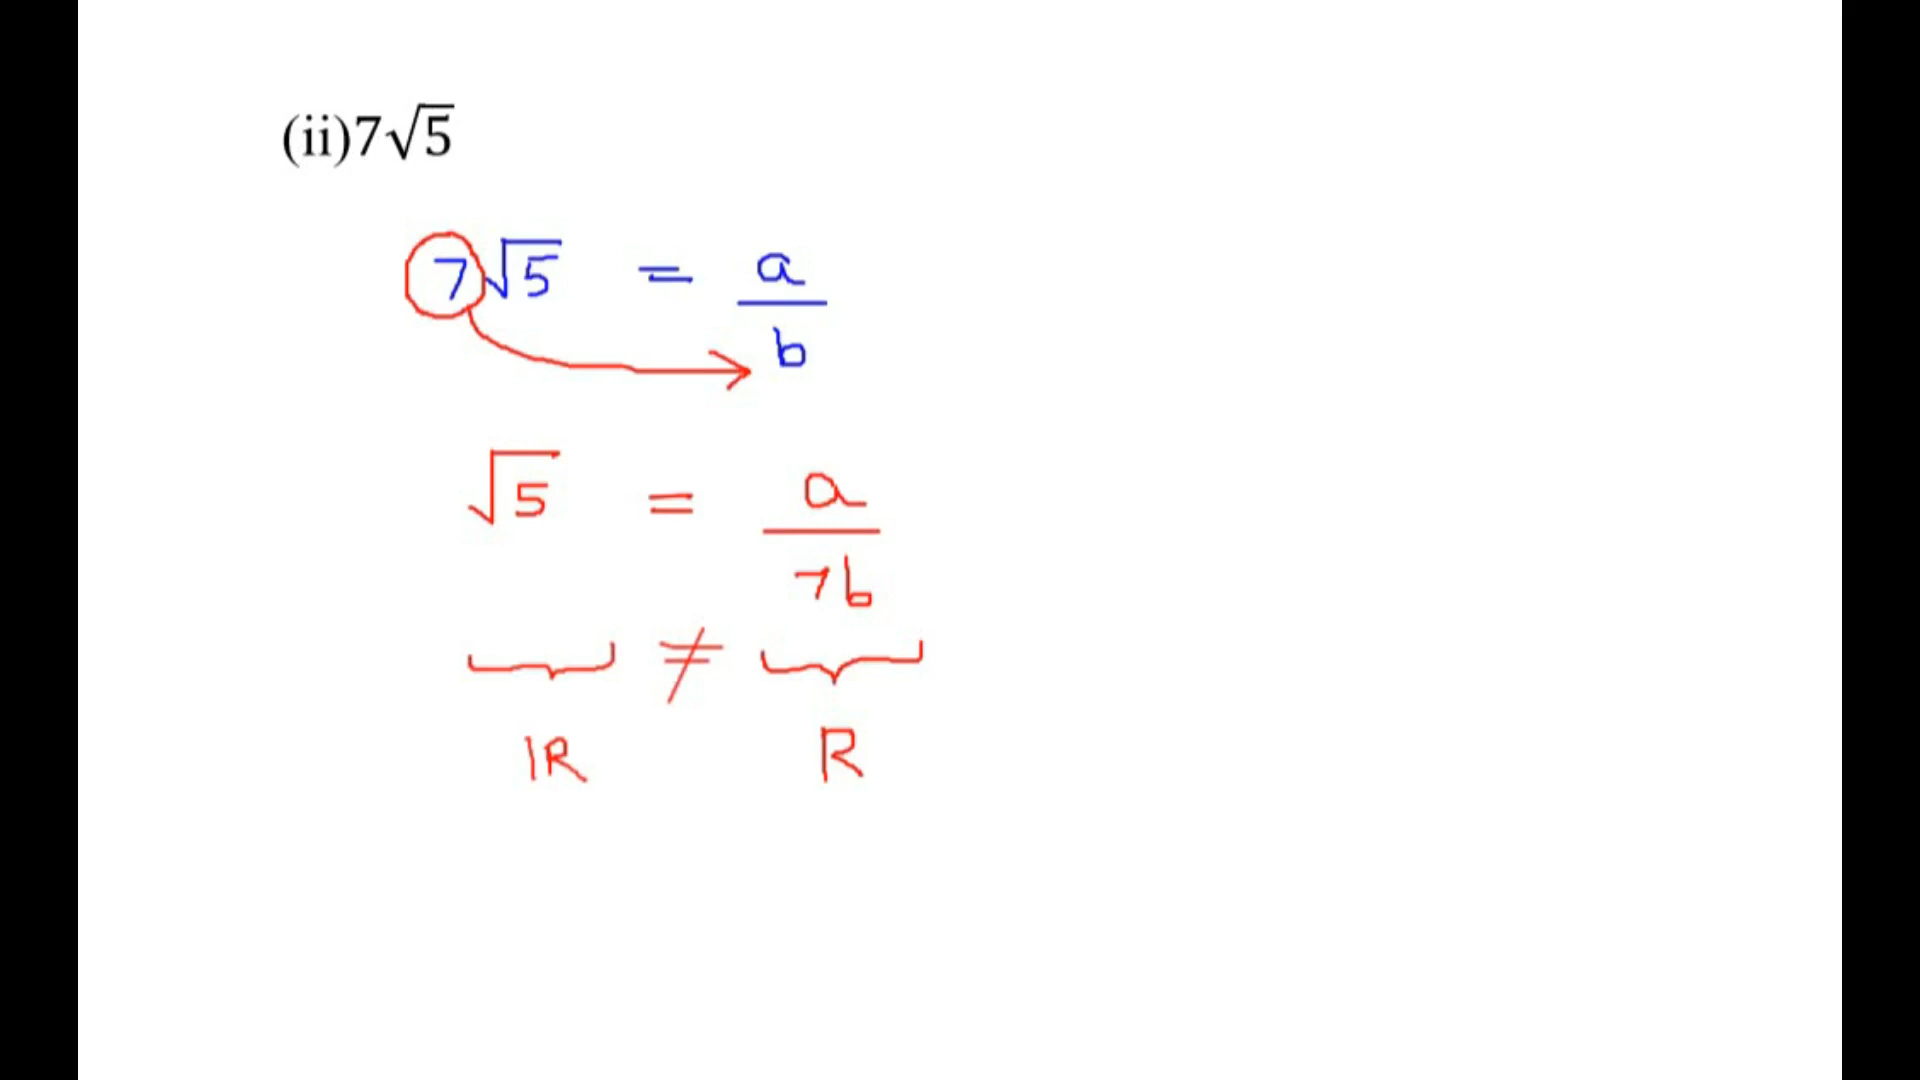 (ii)7√5
7√5 = a/b
√5 = a/7b
≠
IR R